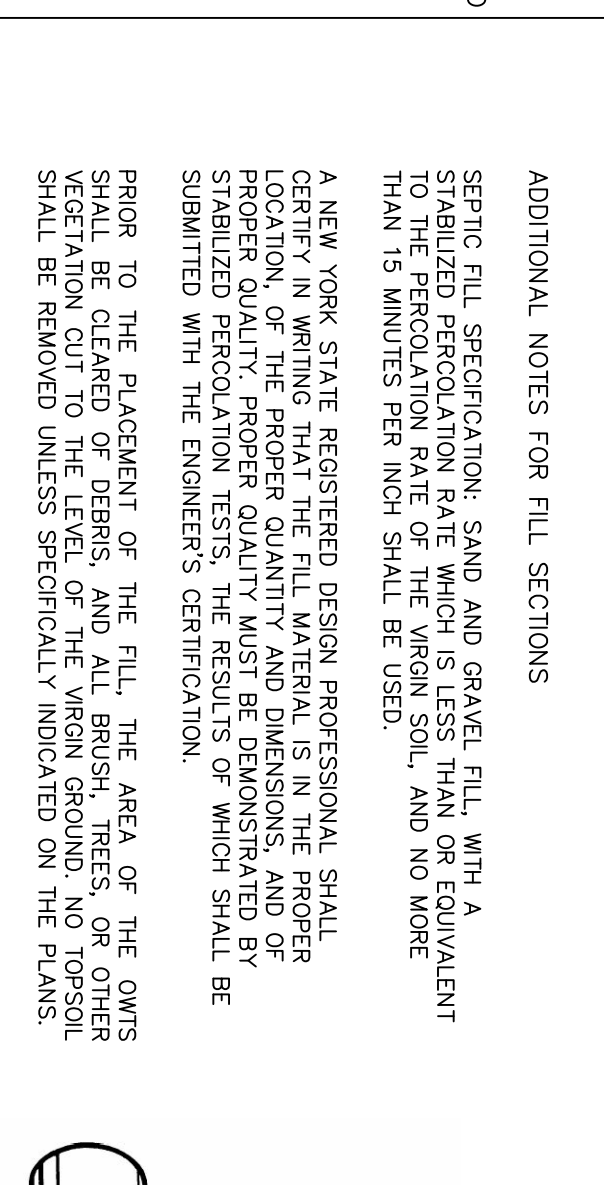 ADDITIONAL NOTES FOR FILL SECTIONS
SEPTIC FILL SPECIFICATION: SAND AND GRAVEL FILL, WITH A
STABILIZED PERCOLATION RATE WHICH IS LESS THAN OR EQUIVALENT
TO THE PERCOLATION RATE OF THE VIRGIN SOIL, AND NO MORE
THAN 15 MINUTES PER INCH SHALL BE USED.
A NEW YORK STATE REGISTERED DESIGN PROFESSIONAL SHALL
CERTIFY IN WRITING THAT THE FILL MATERIAL IS IN THE PROPER
LOCATION, OF THE PROPER QUANTITY AND DIMENSIONS, AND OF
PROPER QUALITY. PROPER QUALITY MUST BE DEMONSTRATED BY
STABILIZED PERCOLATION TESTS, THE RESULTS OF WHICH SHALL BE
SUBMITTED WITH THE ENGINEER'S CERTIFICATION.
PRIOR TO THE PLACEMENT OF THE FILL, THE AREA OF THE OWTS
SHALL BE CLEARED OF DEBRIS, AND ALL BRUSH, TREES, OR OTHER
VEGETATION CUT TO THE LEVEL OF THE VIRGIN GROUND. NO TOPSOIL
SHALL BE REMOVED UNLESS SPECIFICALLY INDICATED ON THE PLANS.